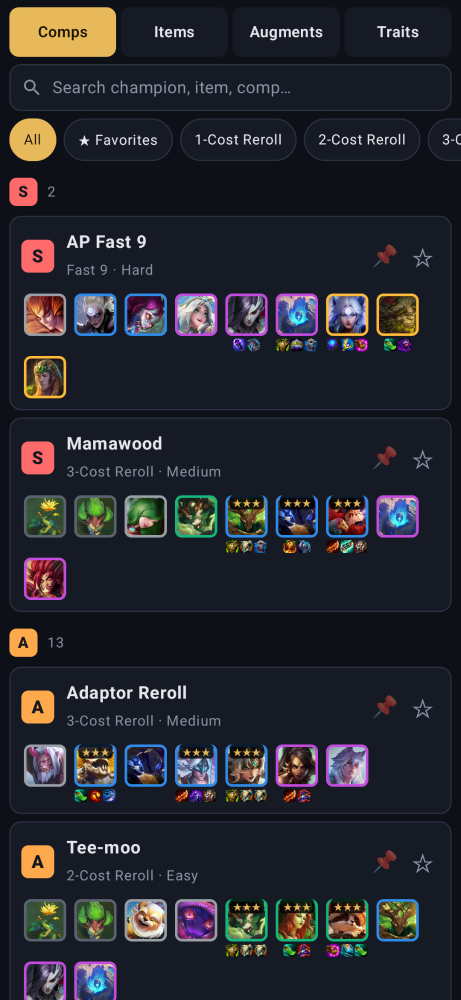 Comps Items Augments Traits
Search champion, item, comp...
All ★ Favorites 1-Cost Reroll 2-Cost Reroll 3-C
S 2
S AP Fast 9
Fast 9 · Hard
S Mamawood
3-Cost Reroll · Medium
A 13
A Adaptor Reroll
3-Cost Reroll · Medium
A Tee-moo
2-Cost Reroll · Easy